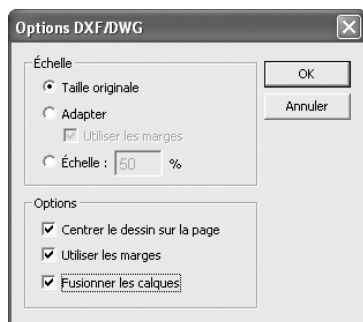 Options DXF/DWG
Échelle
Taille originale
Adapter
Utiliser les marges
Échelle : 50 %
OK
Annuler
Options
Centrer le dessin sur la page
Utiliser les marges
Fusionner les calques